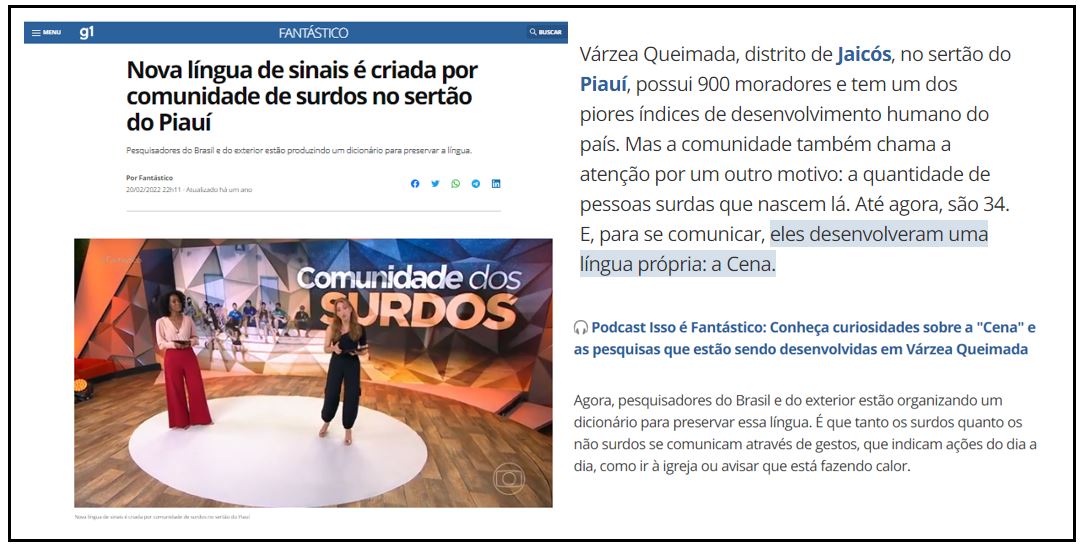 MENU
g1
FANTÁSTICO
BUSCAR
Nova língua de sinais é criada por
comunidade de surdos no sertão
do Piauí
Pesquisadores do Brasil e do exterior estão produzindo um dicionário para preservar a língua.
Por Fantástico
20/02/2022 22h11 · Atualizado há um ano
Comunidade dos
SURDOS
Nova língua de sinais é criada por comunidade de surdos no sertão do Piauí
Várzea Queimada, distrito de Jaicós, no sertão do
Piauí, possui 900 moradores e tem um dos
piores índices de desenvolvimento humano do
país. Mas a comunidade também chama a
atenção por um outro motivo: a quantidade de
pessoas surdas que nascem lá. Até agora, são 34.
E, para se comunicar, eles desenvolveram uma
língua própria: a Cena.
Podcast Isso é Fantástico: Conheça curiosidades sobre a "Cena" e
as pesquisas que estão sendo desenvolvidas em Várzea Queimada
Agora, pesquisadores do Brasil e do exterior estão organizando um
dicionário para preservar essa língua. É que tanto os surdos quanto os
não surdos se comunicam através de gestos, que indicam ações do dia a
dia, como ir à igreja ou avisar que está fazendo calor.